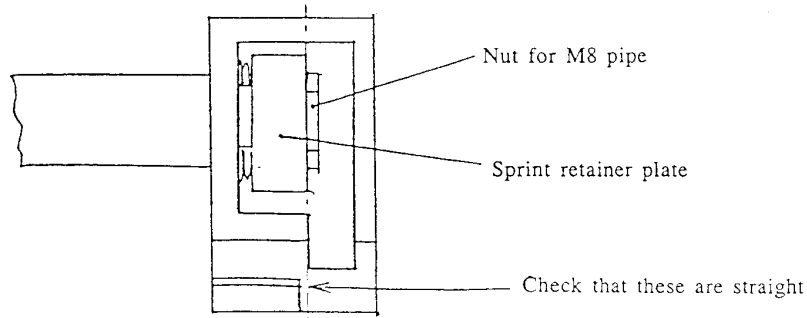 Nut for M8 pipe
Sprint retainer plate
Check that these are straight